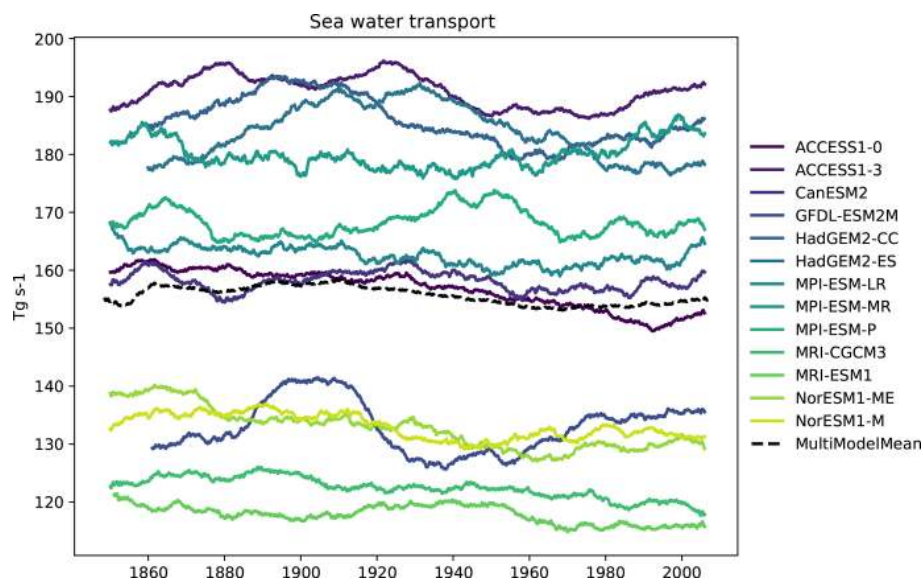 Sea water transport
Tg s-1
200
190
180
170
160
150
140
130
120
1860 1880 1900 1920 1940 1960 1980 2000
ACCESS1-0
ACCESS1-3
CanESM2
GFDL-ESM2M
HadGEM2-CC
HadGEM2-ES
MPI-ESM-LR
MPI-ESM-MR
MPI-ESM-P
MRI-CGCM3
MRI-ESM1
NorESM1-ME
NorESM1-M
MultiModelMean